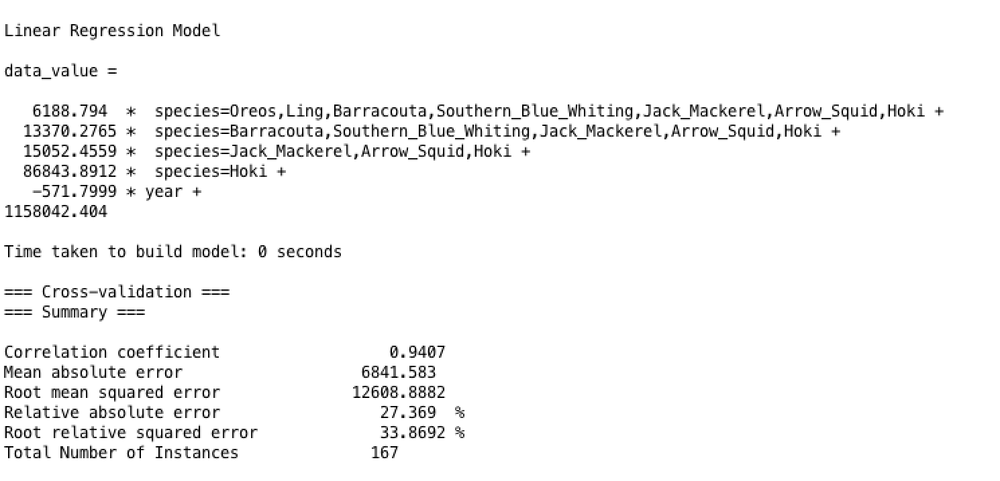 Linear Regression Model
data_value =
6188.794 * species=Oreos,Ling,Barracouta,Southern_Blue_Whiting,Jack_Mackerel,Arrow_Squid,Hoki +
13370.2765 * species=Barracouta,Southern_Blue_Whiting,Jack_Mackerel,Arrow_Squid,Hoki +
15052.4559 * species=Jack_Mackerel,Arrow_Squid,Hoki +
86843.8912 * species=Hoki +
-571.7999 * year +
1158042.404
Time taken to build model: 0 seconds
=== Cross-validation ===
=== Summary ===
Correlation coefficient 0.9407
Mean absolute error 6841.583
Root mean squared error 12608.8882
Relative absolute error 27.369 %
Root relative squared error 33.8692 %
Total Number of Instances 167